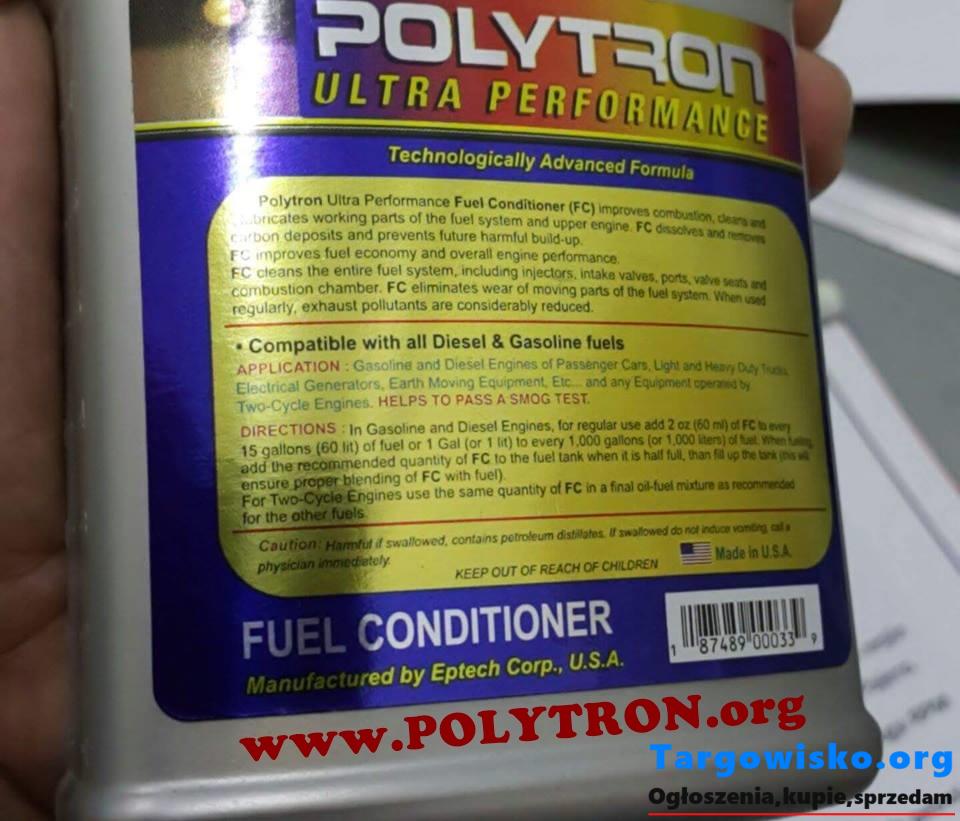 POLYTRON
ULTRA PERFORMANCE
Technologically Advanced Formula
Polytron Ultra Performance Fuel Conditioner (FC) improves combustion, cleans and
lubricates working parts of the fuel system and upper engine. FC dissolves and removes
carbon deposits and prevents future harmful build-up.
FC improves fuel economy and overall engine performance.
FC cleans the entire fuel system, including injectors, intake valves, ports, valve seats and
combustion chamber. FC eliminates wear of moving parts of the fuel system. When used
regularly, exhaust pollutants are considerably reduced.
• Compatible with all Diesel & Gasoline fuels
APPLICATION : Gasoline and Diesel Engines of Passenger Cars, Light and Heavy Duty Trucks,
Electrical Generators, Earth Moving Equipment, Etc... and any Equipment operated by
Two-Cycle Engines. HELPS TO PASS A SMOG TEST.
DIRECTIONS : In Gasoline and Diesel Engines, for regular use add 2 oz (60 ml) of FC to every
15 gallons (60 lit) of fuel or 1 Gal (or 1 lit) to every 1,000 gallons (or 1,000 liters) of fuel. When fueling,
add the recommended quantity of FC to the fuel tank when it is half full, than fill up the tank (this will
ensure proper blending of FC with fuel).
For Two-Cycle Engines use the same quantity of FC in a final oil-fuel mixture as recommended
for the other fuels.
Caution: Harmful if swallowed, contains petroleum distillates. If swallowed do not induce vomiting, call a
physician immediately.
KEEP OUT OF REACH OF CHILDREN
Made in U.S.A.
FUEL CONDITIONER
Manufactured by Eptech Corp., U.S.A.
1 87489 00033 9
www.POLYTRON.org
Targowisko.org
Ogłoszenia,kupie,sprzedam